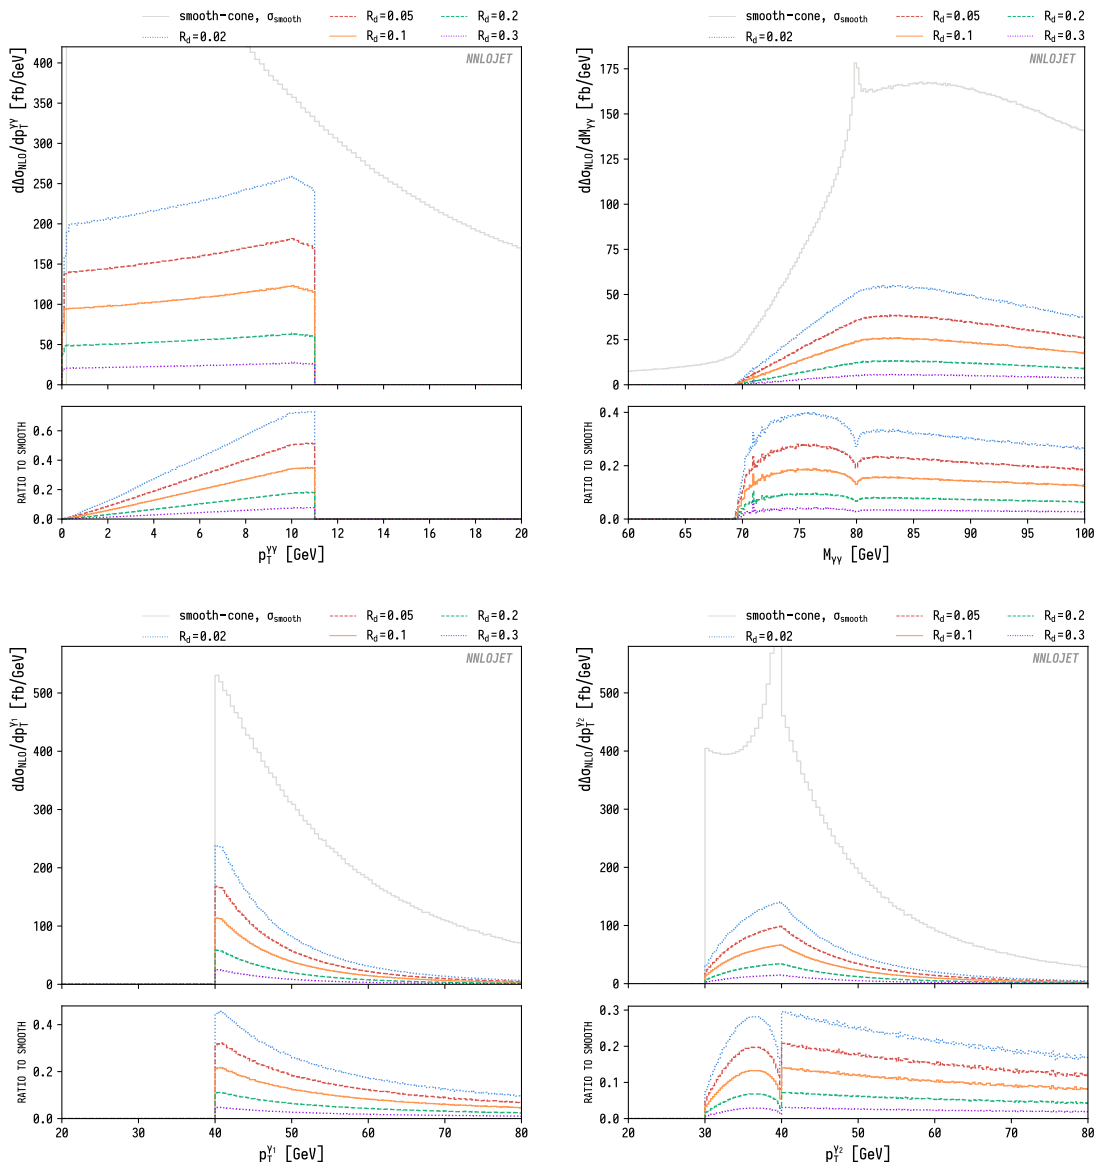 smooth-cone, σsmooth
Rd=0.02
Rd=0.05
Rd=0.1
Rd=0.2
Rd=0.3
NNLOJET
dΔσNLO/dpTγγ [fb/GeV]
400
350
300
250
200
150
100
50
0
RATIO TO SMOOTH
0.6
0.4
0.2
0.0
0 2 4 6 8 10 12 14 16 18 20
pTγγ [GeV]
smooth-cone, σsmooth
Rd=0.02
Rd=0.05
Rd=0.1
Rd=0.2
Rd=0.3
NNLOJET
dΔσNLO/dMγγ [fb/GeV]
175
150
125
100
75
50
25
0
RATIO TO SMOOTH
0.4
0.2
0.0
60 65 70 75 80 85 90 95 100
Mγγ [GeV]
smooth-cone, σsmooth
Rd=0.02
Rd=0.05
Rd=0.1
Rd=0.2
Rd=0.3
NNLOJET
dΔσNLO/dpTγ1 [fb/GeV]
500
400
300
200
100
0
RATIO TO SMOOTH
0.4
0.2
0.0
20 30 40 50 60 70 80
pTγ1 [GeV]
smooth-cone, σsmooth
Rd=0.02
Rd=0.05
Rd=0.1
Rd=0.2
Rd=0.3
NNLOJET
dΔσNLO/dpTγ2 [fb/GeV]
500
400
300
200
100
0
RATIO TO SMOOTH
0.3
0.2
0.1
0.0
20 30 40 50 60 70 80
pTγ2 [GeV]